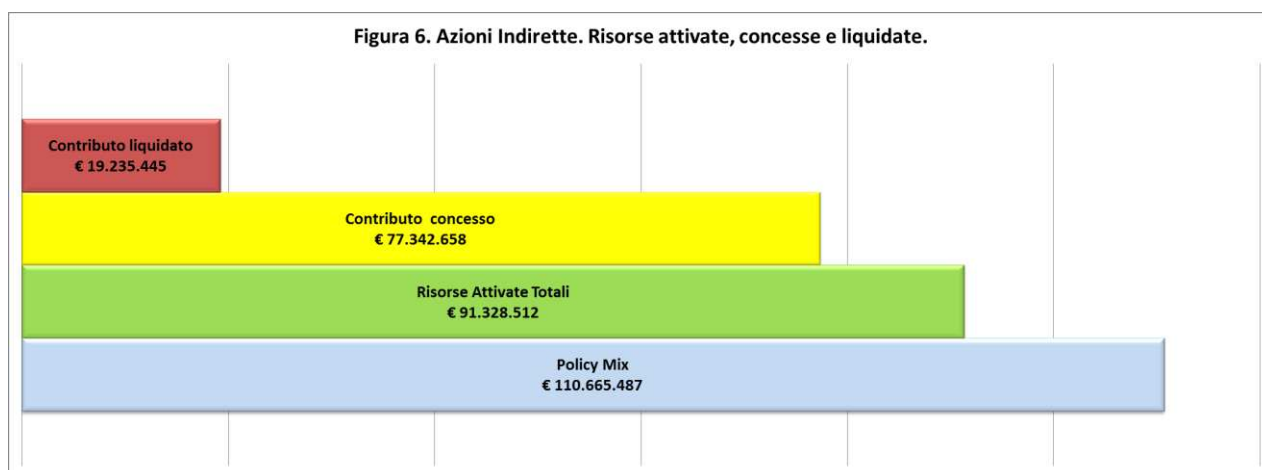 Figura 6. Azioni Indirette. Risorse attivate, concesse e liquidate.
Contributo liquidato
€ 19.235.445
Contributo concesso
€ 77.342.658
Risorse Attivate Totali
€ 91.328.512
Policy Mix
€ 110.665.487